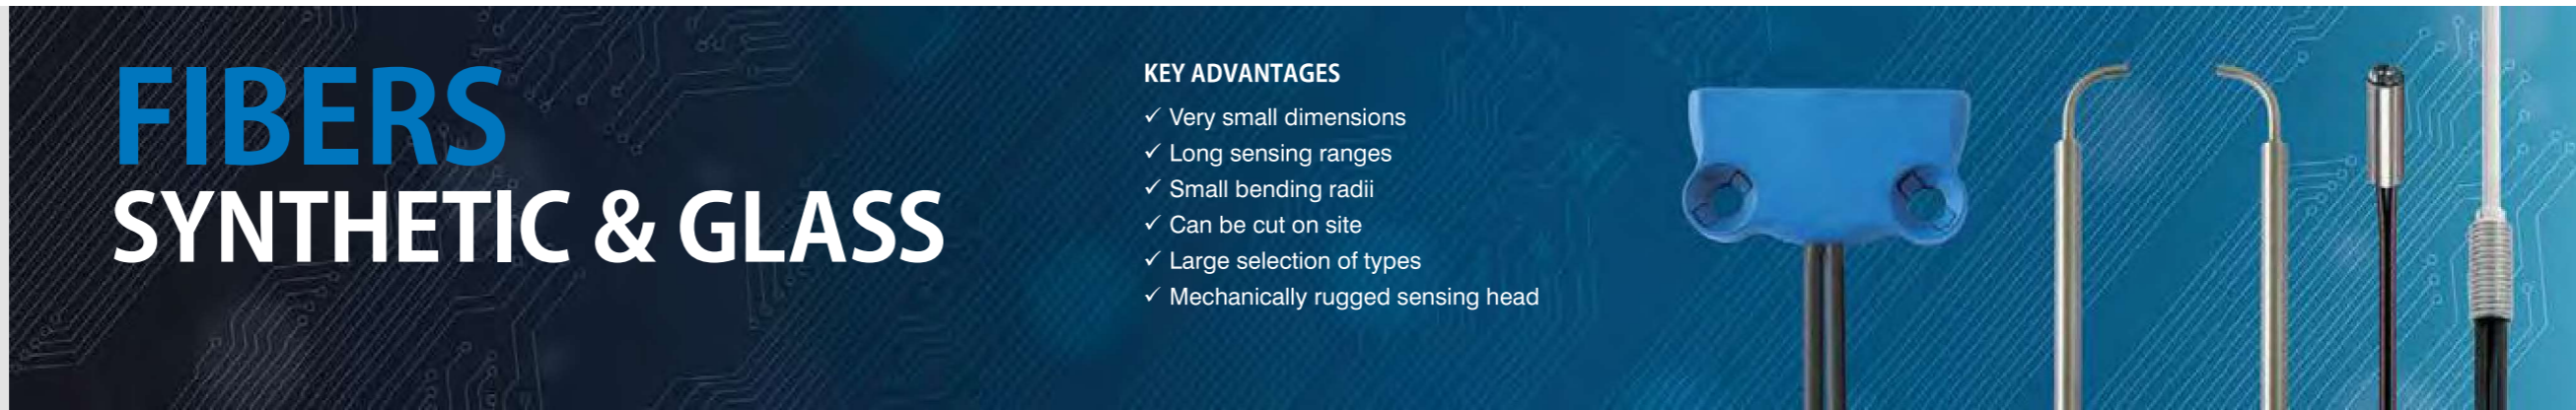 FIBERS
SYNTHETIC & GLASS
KEY ADVANTAGES
✓ Very small dimensions
✓ Long sensing ranges
✓ Small bending radii
✓ Can be cut on site
✓ Large selection of types
✓ Mechanically rugged sensing head